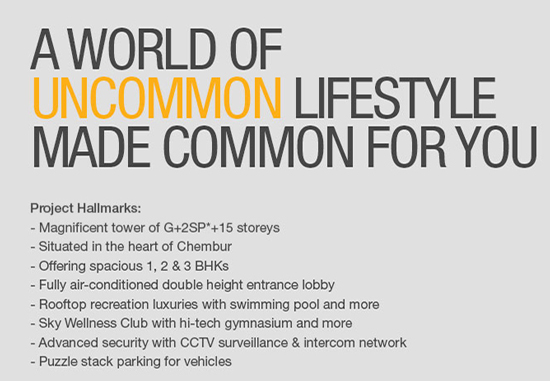 A WORLD OF
UNCOMMON LIFESTYLE
MADE COMMON FOR YOU
Project Hallmarks:
- Magnificent tower of G+2SP*+15 storeys
- Situated in the heart of Chembur
- Offering spacious 1, 2 & 3 BHKs
- Fully air-conditioned double height entrance lobby
- Rooftop recreation luxuries with swimming pool and more
- Sky Wellness Club with hi-tech gymnasium and more
- Advanced security with CCTV surveillance & intercom network
- Puzzle stack parking for vehicles